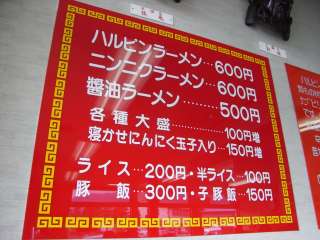 ハルピンラーメン…600円
ニンニクラーメン…600円
醬油ラーメン……500円
各種大盛………100円増
寝かせにんにく玉子入り…150円増
ライス…200円・半ライス…100円
豚飯…300円・子豚飯…150円